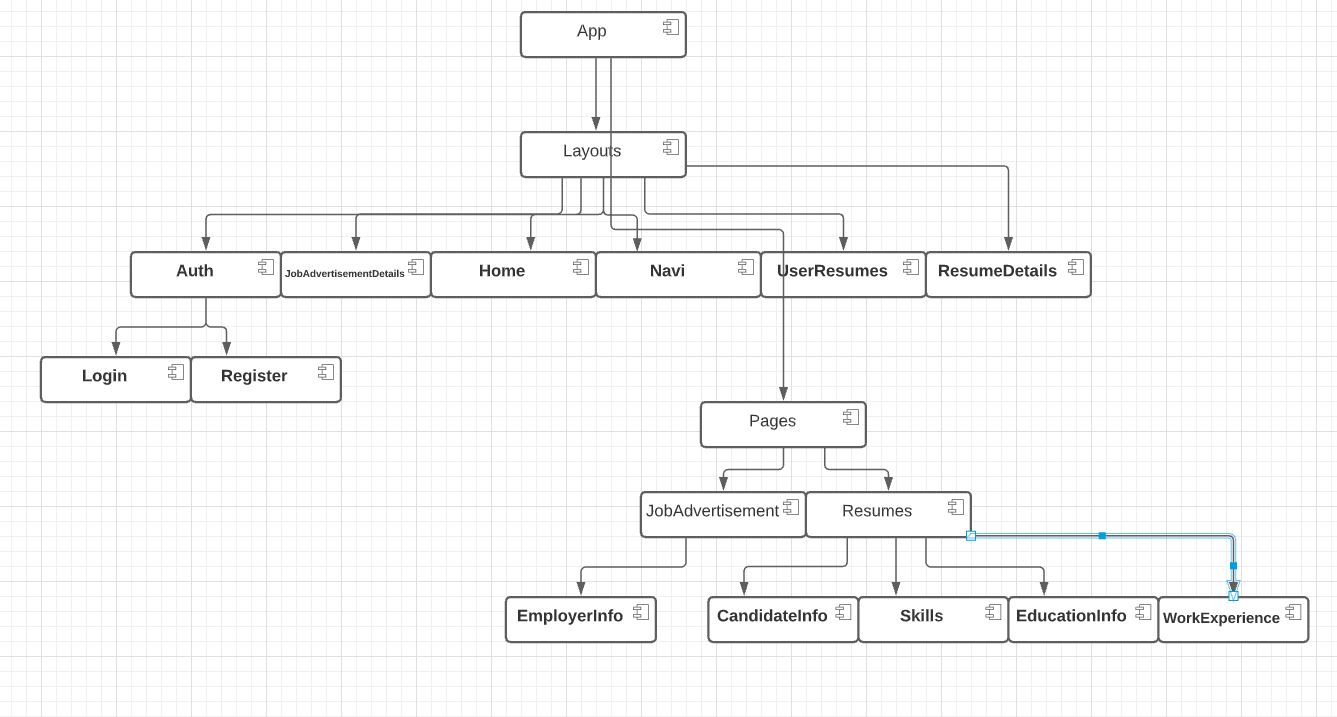 App
Layouts
Auth
JobAdvertisementDetails
Home
Navi
UserResumes
ResumeDetails
Login
Register
Pages
JobAdvertisement
Resumes
EmployerInfo
CandidateInfo
Skills
EducationInfo
WorkExperience